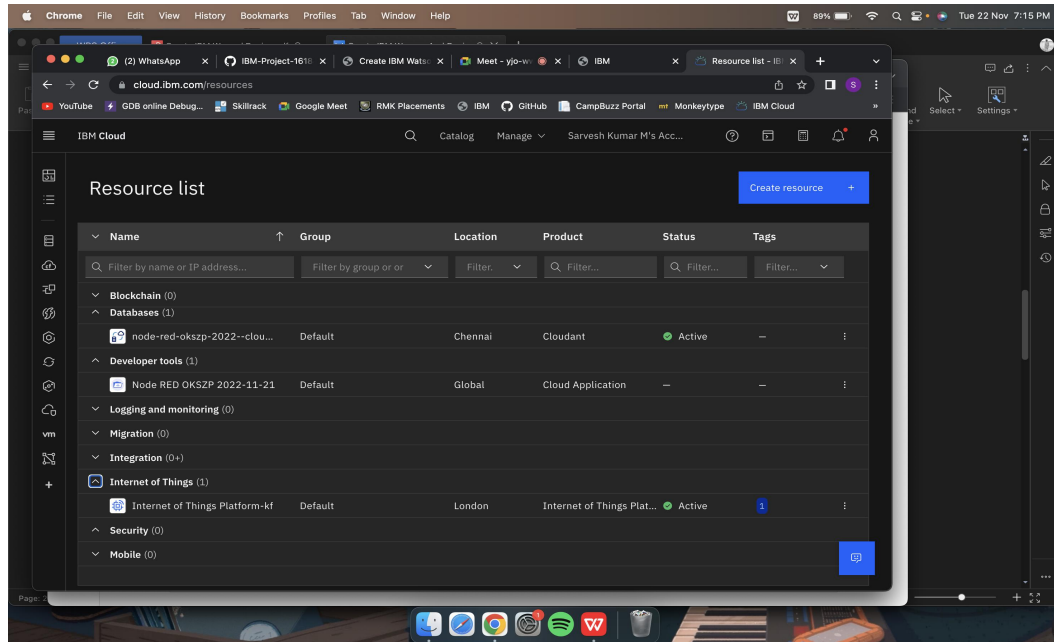 Chrome File Edit View History Bookmarks Profiles Tab Window Help 89% Tue 22 Nov 7:15 PM
(2) WhatsApp IBM-Project-1618 Create IBM Watso Meet - yjo-w IBM Resource list - IB
cloud.ibm.com/resources S
YouTube GDB online Debug... Skillrack Google Meet RMK Placements IBM GitHub CampBuzz Portal mt Monkeytype IBM Cloud »
Select Settings
IBM Cloud Catalog Manage Sarvesh Kumar M's Acc...
Resource list
Create resource +
Name Group Location Product Status Tags
Filter by name or IP address... Filter by group or or Filter. Filter... Filter... Filter...
Blockchain (0)
Databases (1)
node-red-okszp-2022--clou... Default Chennai Cloudant Active –
Developer tools (1)
Node RED OKSZP 2022-11-21 Default Global Cloud Application – –
Logging and monitoring (0)
vm
Migration (0)
Integration (0+)
Internet of Things (1)
Internet of Things Platform-kf Default London Internet of Things Plat... Active 1
Security (0)
Mobile (0)
Page:
1